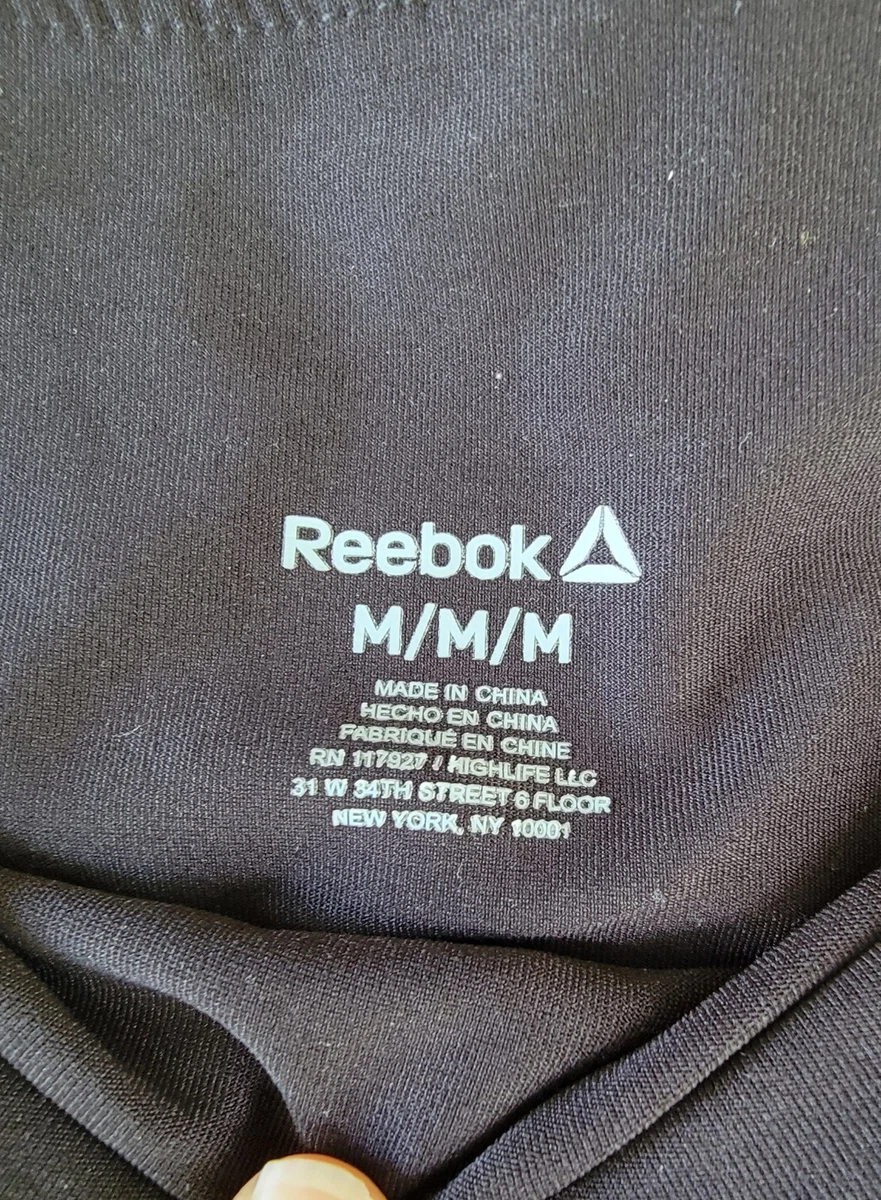 Reebok
M/M/M
MADE IN CHINA
HECHO EN CHINA
FABRIQUÉ EN CHINE
RN 117927 / HIGHLIFE LLC
31 W 34TH STREET 6 FLOOR
NEW YORK, NY 10001